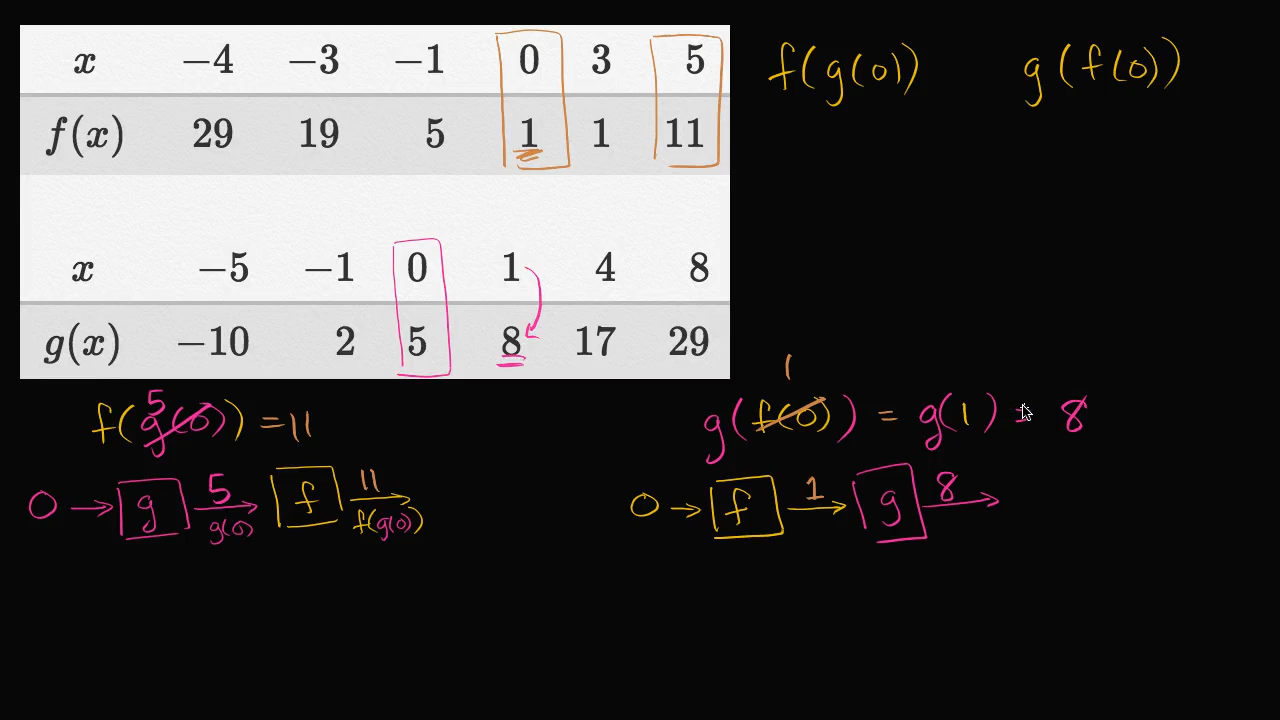 x −4 −3 −1 0 3 5
f(x) 29 19 5 1 1 11
x −5 −1 0 1 4 8
g(x) −10 2 5 8 17 29
f(g(0)) g(f(0))
5
f(g(0)) = 11
0 → g 5 → g(0) f 11 → f(g(0))
1
g(f(0)) = g(1) = 8
0 → f 1 → g 8 →